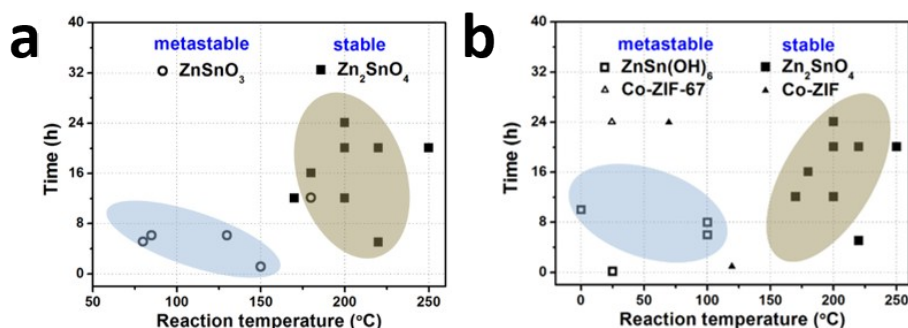 a
metastable
stable
ZnSnO₃
Zn₂SnO₄
Time (h)
40
32
24
16
8
0
50
100
150
200
250
Reaction temperature (°C)
b
metastable
stable
ZnSn(OH)₆
Zn₂SnO₄
Co-ZIF-67
Co-ZIF
Time (h)
40
32
24
16
8
0
0
50
100
150
200
250
Reaction temperature (°C)